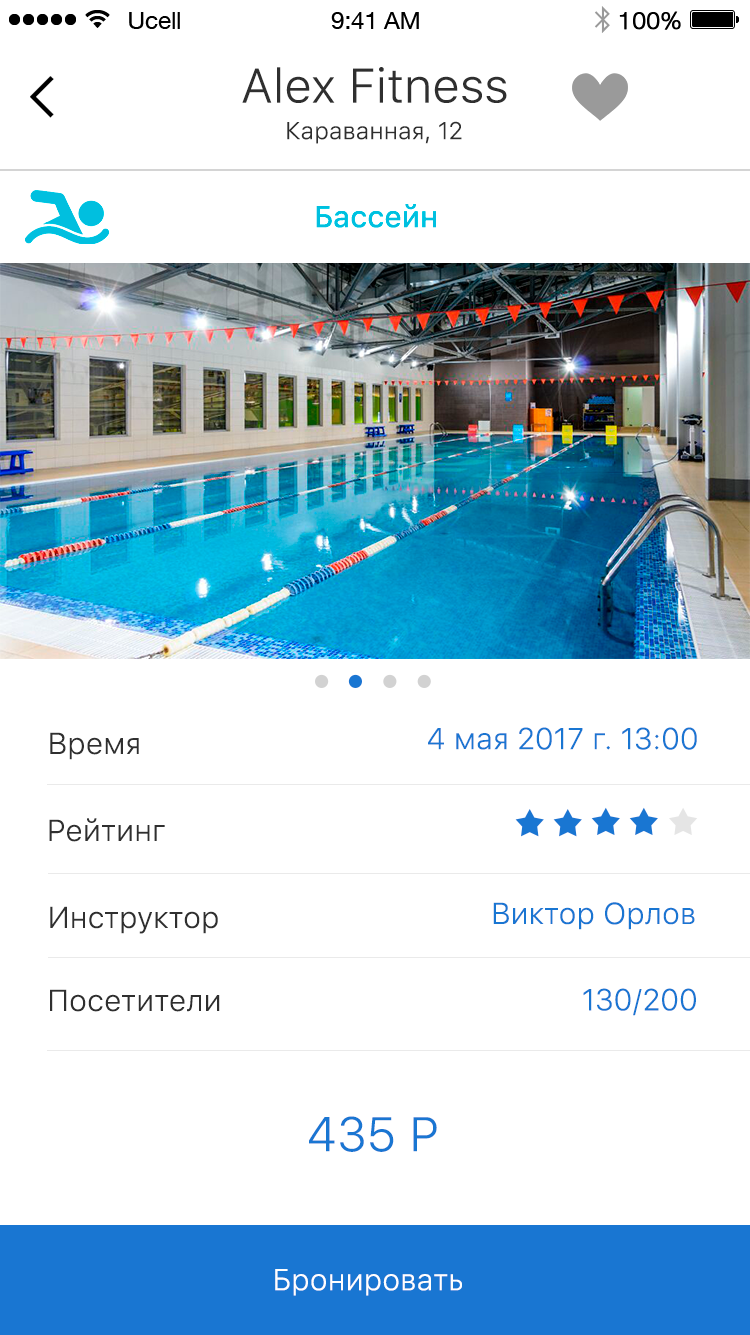 Ucell 9:41 AM 100%
Alex Fitness
Караванная, 12
Бассейн
Время 4 мая 2017 г. 13:00
Рейтинг
Инструктор Виктор Орлов
Посетители 130/200
435 Р
Бронировать